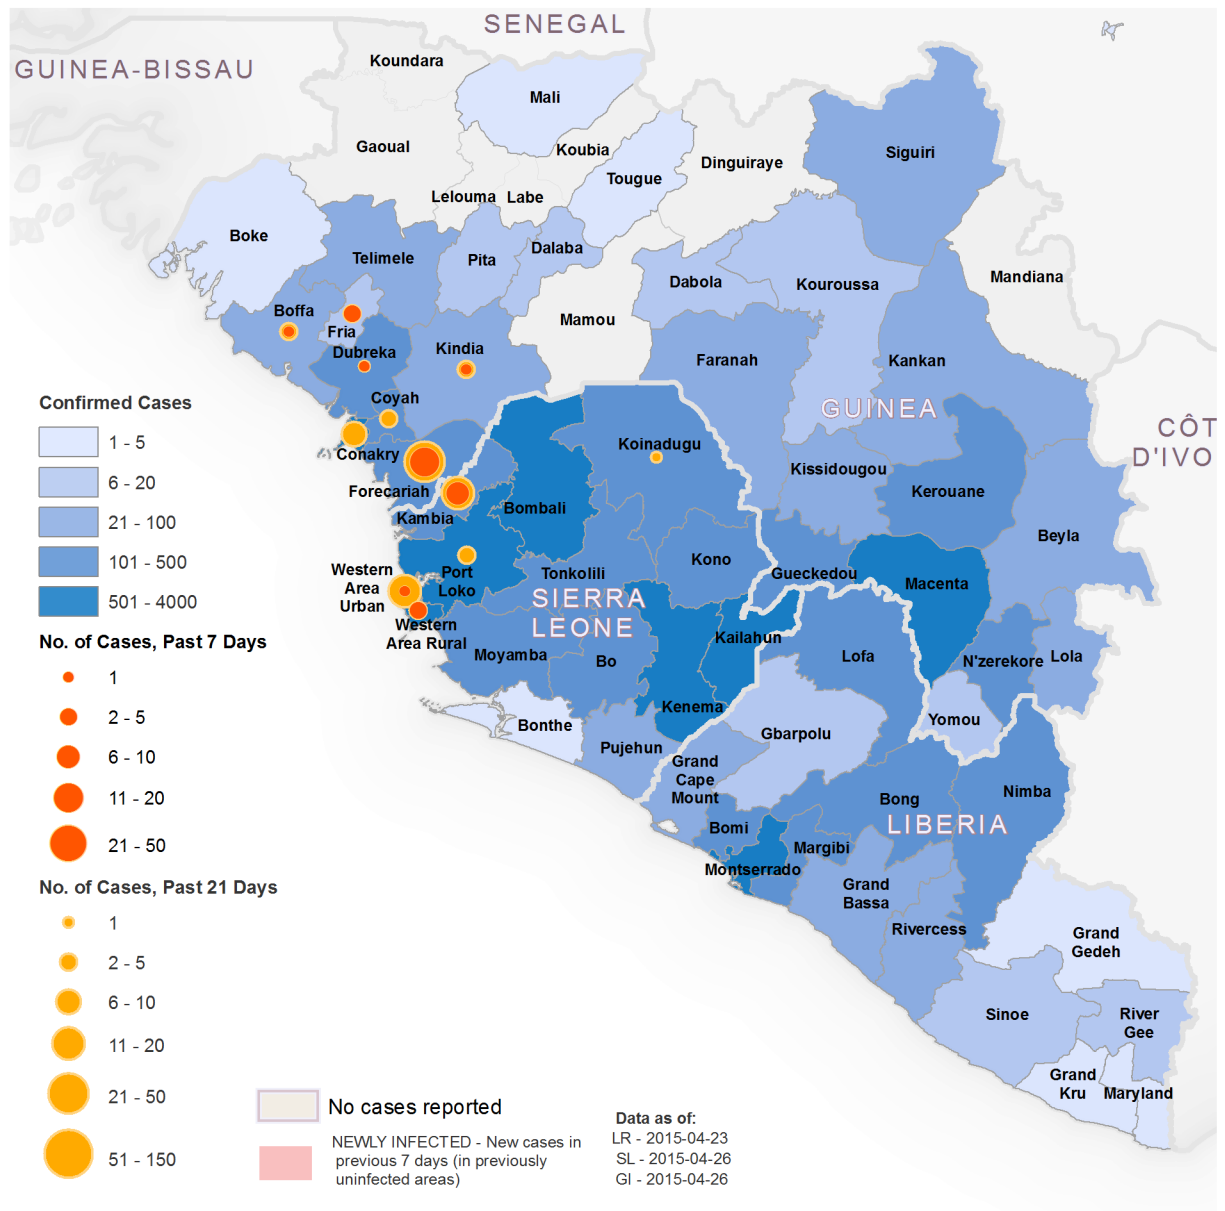 SENEGAL
GUINEA-BISSAU
Koundara
Mali
Gaoual
Koubia
Tougue
Dinguiraye
Siguiri
Lelouma
Labe
Boke
Telimele
Pita
Dalaba
Dabola
Kouroussa
Mandiana
Boffa
Fria
Mamou
Dubreka
Kindia
Faranah
Kankan
Coyah
GUINEA
CÔT
D'IVO
Conakry
Koinadugu
Kissidougou
Forecariah
Kerouane
Kambia
Bombali
Beyla
Kono
Western
Area
Urban
Port
Loko
Tonkolili
Gueckedou
Macenta
SIERRA
LEONE
Western
Area Rural
Kailahun
Moyamba
Bo
Lofa
N'zerekore
Lola
Kenema
Bonthe
Yomou
Pujehun
Gbarpolu
Grand
Cape
Mount
Nimba
Bong
LIBERIA
Bomi
Margibi
Montserrado
Grand
Bassa
Rivercess
Grand
Gedeh
Sinoe
River
Gee
Grand
Kru
Maryland
Confirmed Cases
1 - 5
6 - 20
21 - 100
101 - 500
501 - 4000
No. of Cases, Past 7 Days
1
2 - 5
6 - 10
11 - 20
21 - 50
No. of Cases, Past 21 Days
1
2 - 5
6 - 10
11 - 20
21 - 50
51 - 150
No cases reported
NEWLY INFECTED - New cases in
previous 7 days (in previously
uninfected areas)
Data as of:
LR - 2015-04-23
SL - 2015-04-26
GI - 2015-04-26